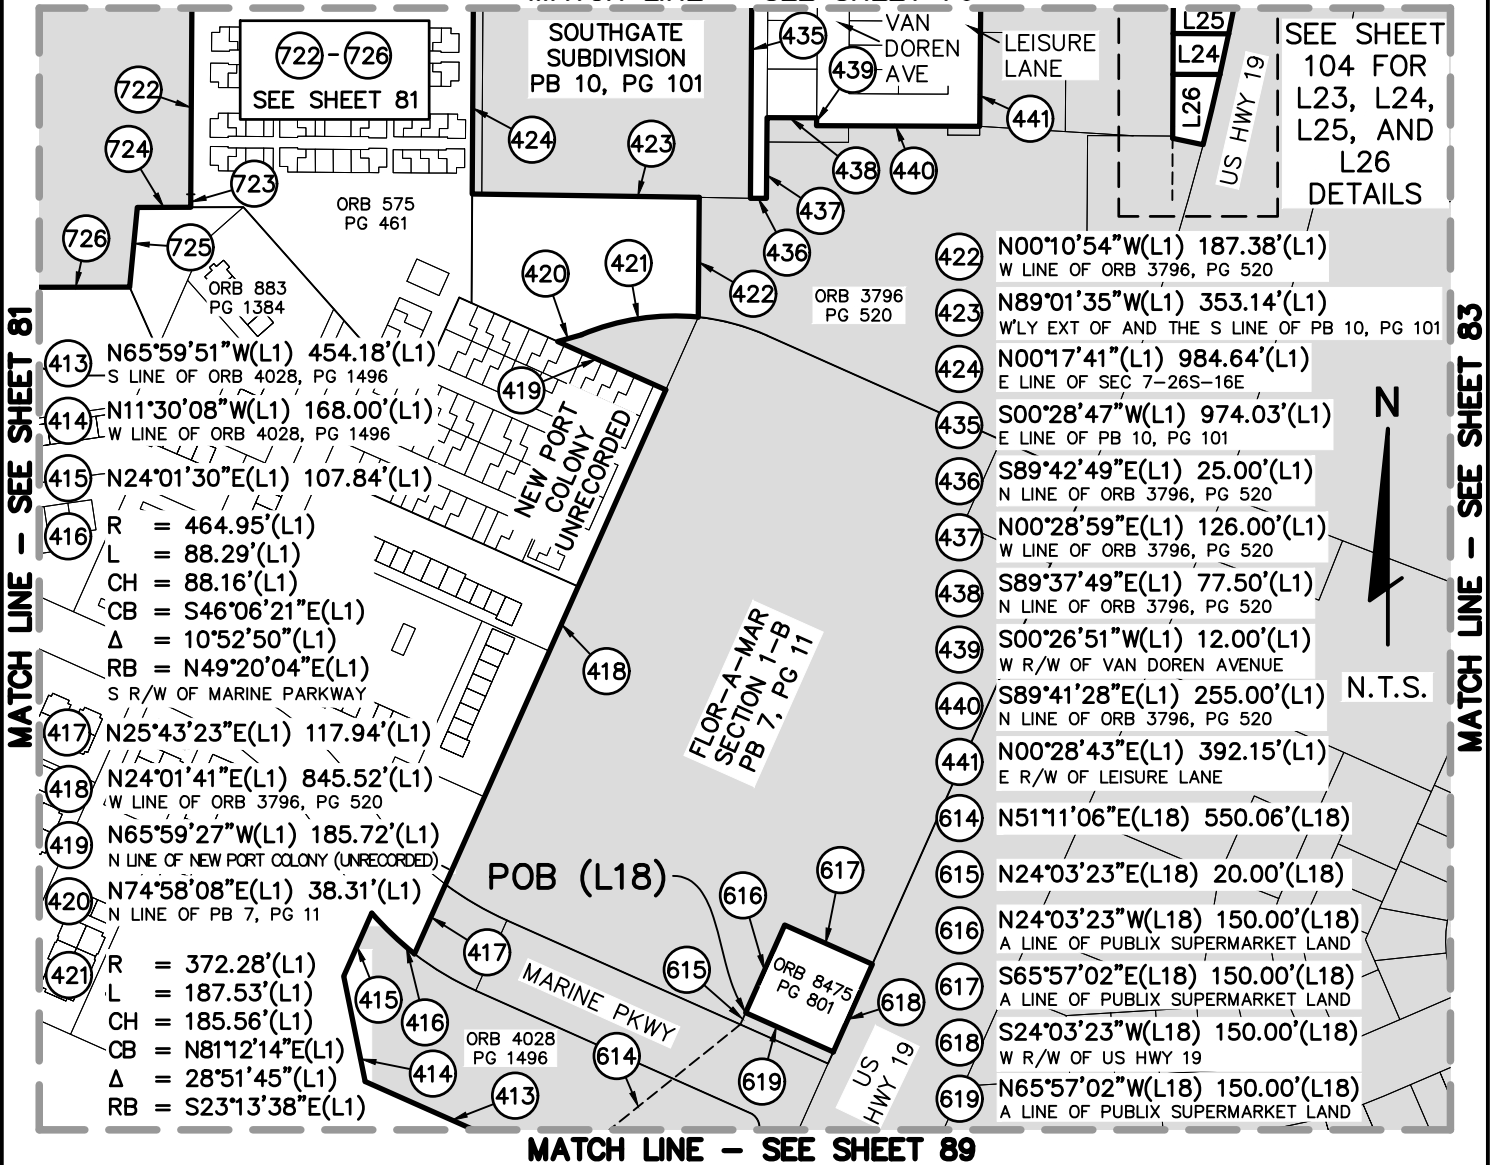 SOUTHGATE
SUBDIVISION
PB 10, PG 101
722-726
SEE SHEET 81
435
VAN
DOREN
AVE
439
LEISURE
LANE
441
L25
L24
L26
US HWY 19
SEE SHEET
104 FOR
L23, L24,
L25, AND
L26
DETAILS
722
724
723
726
725
424
423
438
440
437
436
ORB 575
PG 461
ORB 883
PG 1384
420
421
422
ORB 3796
PG 520
419
NEW PORT
COLONY
UNRECORDED
418
FLOR-A-MAR
SECTION 1-B
PB 7, PG 11
413 N65°59'51"W(L1) 454.18'(L1)
S LINE OF ORB 4028, PG 1496
414 N11°30'08"W(L1) 168.00'(L1)
W LINE OF ORB 4028, PG 1496
415 N24°01'30"E(L1) 107.84'(L1)
416 R = 464.95'(L1)
L = 88.29'(L1)
CH = 88.16'(L1)
CB = S46°06'21"E(L1)
Δ = 10°52'50"(L1)
RB = N49°20'04"E(L1)
S R/W OF MARINE PARKWAY
417 N25°43'23"E(L1) 117.94'(L1)
418 N24°01'41"E(L1) 845.52'(L1)
W LINE OF ORB 3796, PG 520
419 N65°59'27"W(L1) 185.72'(L1)
N LINE OF NEW PORT COLONY (UNRECORDED)
420 N74°58'08"E(L1) 38.31'(L1)
N LINE OF PB 7, PG 11
421 R = 372.28'(L1)
L = 187.53'(L1)
CH = 185.56'(L1)
CB = N81°12'14"E(L1)
Δ = 28°51'45"(L1)
RB = S23°13'38"E(L1)
422 N00°10'54"W(L1) 187.38'(L1)
W LINE OF ORB 3796, PG 520
423 N89°01'35"W(L1) 353.14'(L1)
W'LY EXT OF AND THE S LINE OF PB 10, PG 101
424 N00°17'41"(L1) 984.64'(L1)
E LINE OF SEC 7-26S-16E
435 S00°28'47"W(L1) 974.03'(L1)
E LINE OF PB 10, PG 101
436 S89°42'49"E(L1) 25.00'(L1)
N LINE OF ORB 3796, PG 520
437 N00°28'59"E(L1) 126.00'(L1)
W LINE OF ORB 3796, PG 520
438 S89°37'49"E(L1) 77.50'(L1)
N LINE OF ORB 3796, PG 520
439 S00°26'51"W(L1) 12.00'(L1)
W R/W OF VAN DOREN AVENUE
440 S89°41'28"E(L1) 255.00'(L1)
N LINE OF ORB 3796, PG 520
441 N00°28'43"E(L1) 392.15'(L1)
E R/W OF LEISURE LANE
614 N51°11'06"E(L18) 550.06'(L18)
615 N24°03'23"E(L18) 20.00'(L18)
616 N24°03'23"W(L18) 150.00'(L18)
A LINE OF PUBLIX SUPERMARKET LAND
617 S65°57'02"E(L18) 150.00'(L18)
A LINE OF PUBLIX SUPERMARKET LAND
618 S24°03'23"W(L18) 150.00'(L18)
W R/W OF US HWY 19
619 N65°57'02"W(L18) 150.00'(L18)
A LINE OF PUBLIX SUPERMARKET LAND
N
N.T.S.
POB (L18)
616
617
615
618
619
614
ORB 8475
PG 801
417
MARINE PKWY
415
416
414
413
ORB 4028
PG 1496
US
HWY 19
MATCH LINE - SEE SHEET 81
MATCH LINE - SEE SHEET 83
MATCH LINE - SEE SHEET 89